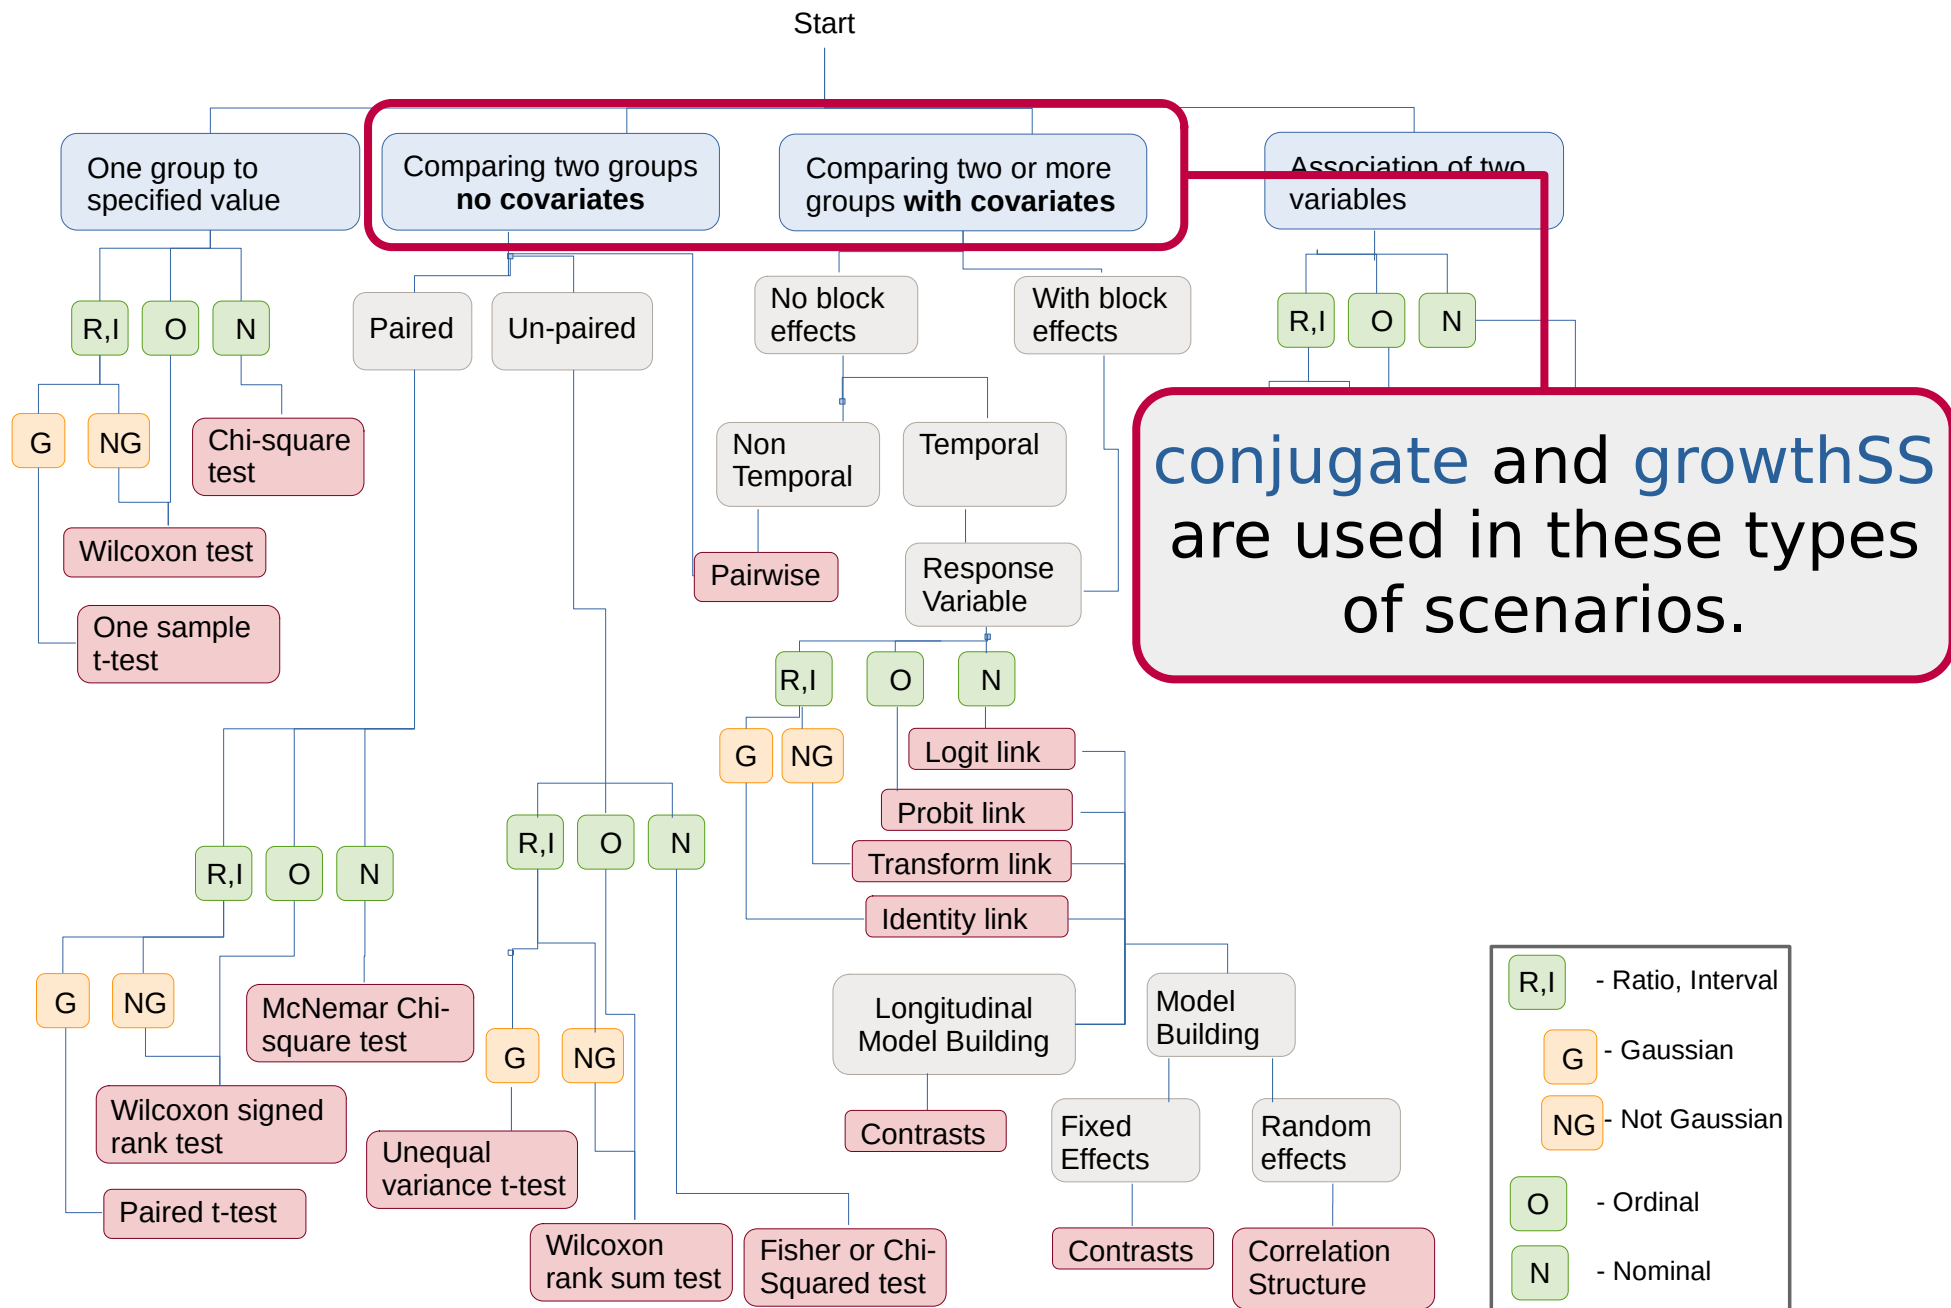 Start
One group to
specified value
Comparing two groups
no covariates
Comparing two or more
groups with covariates
Association of two
variables
R,I
O
N
Paired
Un-paired
No block
effects
With block
effects
R,I
O
N
G
NG
Chi-square
test
Non
Temporal
Temporal
conjugate and growthSS
are used in these types
of scenarios.
Wilcoxon test
Pairwise
Response
Variable
One sample
t-test
R,I
O
N
G
NG
Logit link
Probit link
Transform link
Identity link
R,I
O
N
R,I
O
N
G
NG
McNemar Chi-
square test
G
NG
Longitudinal
Model Building
Model
Building
Wilcoxon signed
rank test
Unequal
variance t-test
Contrasts
Fixed
Effects
Random
effects
Paired t-test
Wilcoxon
rank sum test
Fisher or Chi-
Squared test
Contrasts
Correlation
Structure
R,I - Ratio, Interval
G - Gaussian
NG - Not Gaussian
O - Ordinal
N - Nominal